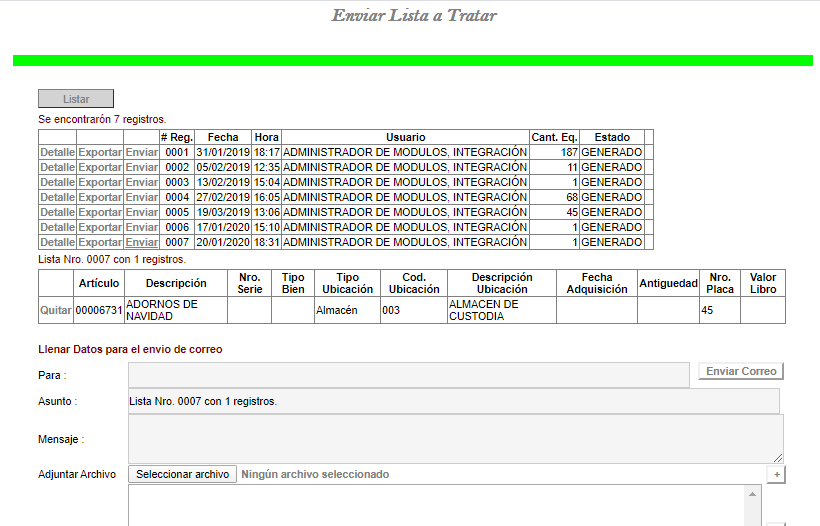 Enviar Lista a Tratar
Listar
Se encontrarón 7 registros.
# Reg. Fecha Hora Usuario Cant. Eq. Estado
Detalle Exportar Enviar 0001 31/01/2019 18:17 ADMINISTRADOR DE MODULOS, INTEGRACIÓN 187 GENERADO
Detalle Exportar Enviar 0002 05/02/2019 12:35 ADMINISTRADOR DE MODULOS, INTEGRACIÓN 11 GENERADO
Detalle Exportar Enviar 0003 13/02/2019 15:04 ADMINISTRADOR DE MODULOS, INTEGRACIÓN 1 GENERADO
Detalle Exportar Enviar 0004 27/02/2019 16:05 ADMINISTRADOR DE MODULOS, INTEGRACIÓN 68 GENERADO
Detalle Exportar Enviar 0005 19/03/2019 13:06 ADMINISTRADOR DE MODULOS, INTEGRACIÓN 45 GENERADO
Detalle Exportar Enviar 0006 17/01/2020 15:10 ADMINISTRADOR DE MODULOS, INTEGRACIÓN 1 GENERADO
Detalle Exportar Enviar 0007 20/01/2020 18:31 ADMINISTRADOR DE MODULOS, INTEGRACIÓN 1 GENERADO
Lista Nro. 0007 con 1 registros.
Artículo Descripción Nro. Serie Tipo Bien Tipo Ubicación Cod. Ubicación Descripción Ubicación Fecha Adquisición Antiguedad Nro. Placa Valor Libro
Quitar 00006731 ADORNOS DE NAVIDAD Almacén 003 ALMACEN DE CUSTODIA 45
Llenar Datos para el envio de correo
Para : Enviar Correo
Asunto : Lista Nro. 0007 con 1 registros.
Mensaje :
Adjuntar Archivo Seleccionar archivo Ningún archivo seleccionado +